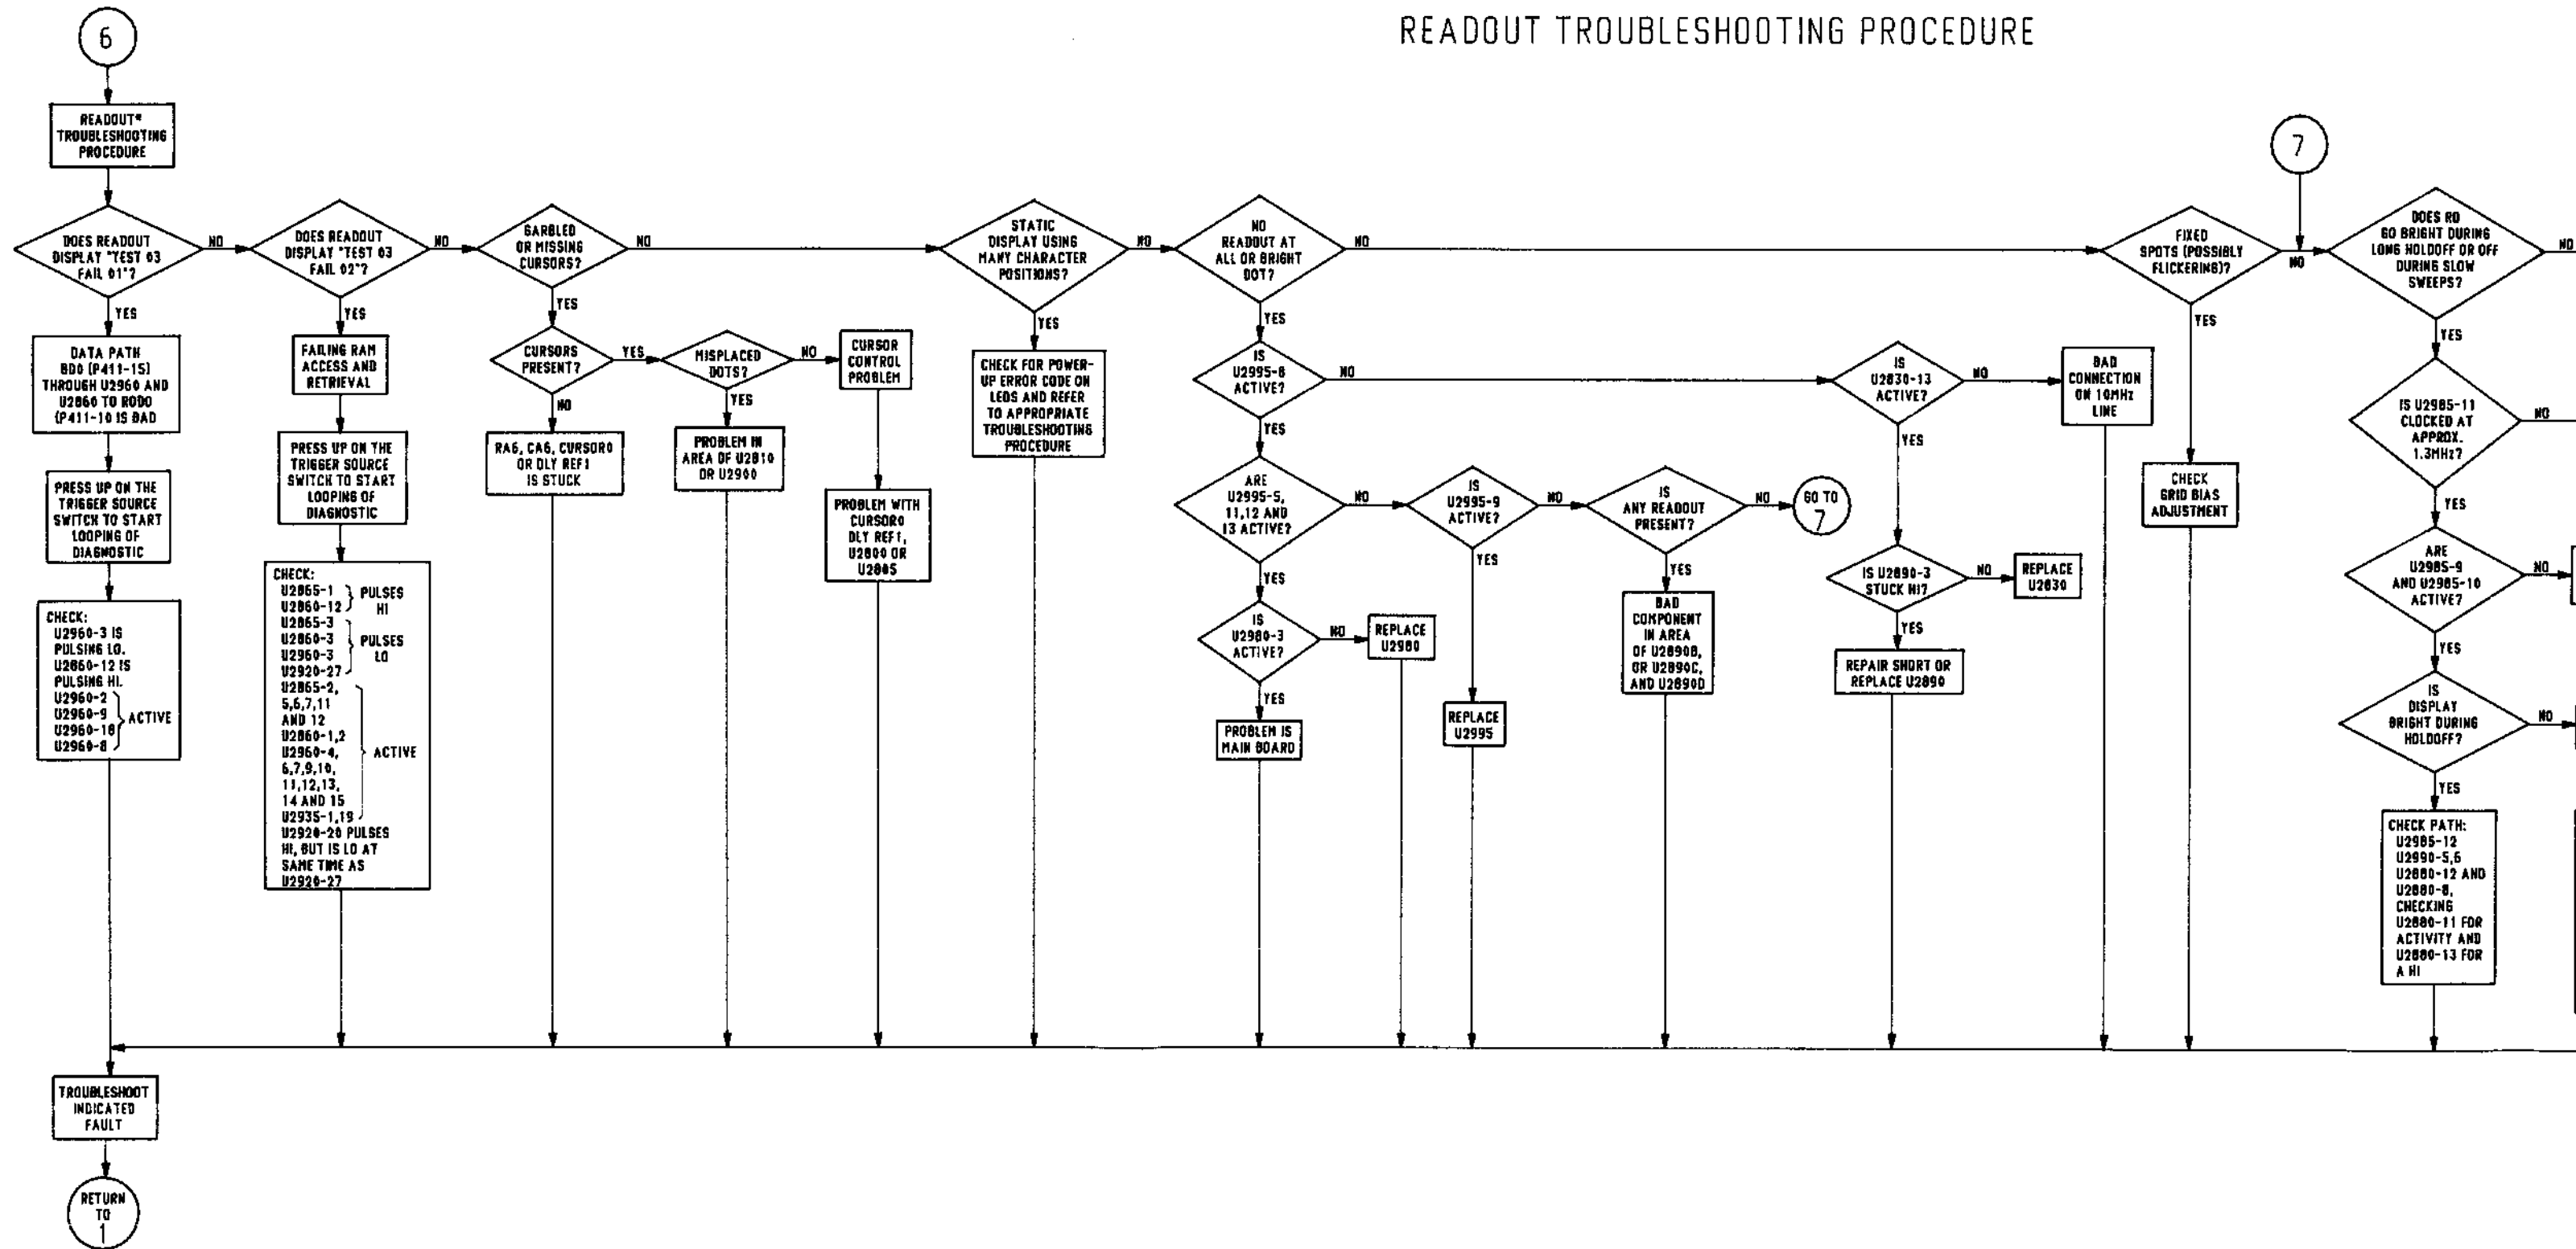 READOUT TROUBLESHOOTING PROCEDURE
6
READOUT*
TROUBLESHOOTING
PROCEDURE
DOES READOUT
DISPLAY "TEST 03
FAIL 01"?
NO
YES
DATA PATH
BD0 (P411-15)
THROUGH U2960 AND
U2860 TO RODO
(P411-10 IS BAD
PRESS UP ON THE
TRIGGER SOURCE
SWITCH TO START
LOOPING OF
DIAGNOSTIC
CHECK:
U2960-3 IS
PULSING LO.
U2860-12 IS
PULSING HI.
U2960-2
U2960-9
U2960-18
U2960-8
ACTIVE
TROUBLESHOOT
INDICATED
FAULT
RETURN
TO
1
DOES READOUT
DISPLAY "TEST 03
FAIL 02"?
NO
YES
FAILING RAM
ACCESS AND
RETRIEVAL
PRESS UP ON THE
TRIGGER SOURCE
SWITCH TO START
LOOPING OF
DIAGNOSTIC
CHECK:
U2865-1
U2860-12
PULSES
HI
U2865-3
U2860-3
U2960-3
U2920-27
PULSES
LO
U2865-2,
5,6,7,11
AND 12
U2860-1,2
U2960-4,
6,7,9,10,
11,12,13,
14 AND 15
U2935-1,19
ACTIVE
U2920-20 PULSES
HI, BUT IS LO AT
SAME TIME AS
U2920-27
GARBLED
OR MISSING
CURSORS?
NO
YES
CURSORS
PRESENT?
YES
NO
RA6, CA6, CURSOR0
OR DLY REF1
IS STUCK
MISPLACED
DOTS?
NO
YES
PROBLEM IN
AREA OF U2810
OR U2900
CURSOR
CONTROL
PROBLEM
PROBLEM WITH
CURSOR0
DLY REF1,
U2800 OR
U2805
STATIC
DISPLAY USING
MANY CHARACTER
POSITIONS?
NO
YES
CHECK FOR POWER-
UP ERROR CODE ON
LEDS AND REFER
TO APPROPRIATE
TROUBLESHOOTING
PROCEDURE
NO
READOUT AT
ALL OR BRIGHT
DOT?
NO
YES
IS
U2995-8
ACTIVE?
NO
YES
ARE
U2995-5,
11,12 AND
13 ACTIVE?
NO
YES
IS
U2980-3
ACTIVE?
NO
YES
PROBLEM IS
MAIN BOARD
REPLACE
U2980
IS
U2995-9
ACTIVE?
NO
YES
REPLACE
U2995
IS
ANY READOUT
PRESENT?
NO
YES
BAD
COMPONENT
IN AREA
OF U2890B,
OR U2890C,
AND U2890D
GO TO
7
IS
U2830-13
ACTIVE?
NO
YES
IS U2890-3
STUCK HI?
NO
YES
REPAIR SHORT OR
REPLACE U2890
REPLACE
U2830
BAD
CONNECTION
ON 10MHz
LINE
FIXED
SPOTS (POSSIBLY
FLICKERING)?
NO
YES
CHECK
GRID BIAS
ADJUSTMENT
7
DOES RO
GO BRIGHT DURING
LONG HOLDOFF OR OFF
DURING SLOW
SWEEPS?
NO
YES
IS U2985-11
CLOCKED AT
APPROX.
1.3MHz?
NO
YES
ARE
U2985-9
AND U2985-10
ACTIVE?
NO
YES
IS
DISPLAY
BRIGHT DURING
HOLDOFF?
NO
YES
CHECK PATH:
U2985-12
U2990-5,6
U2880-12 AND
U2880-8,
CHECKING
U2880-11 FOR
ACTIVITY AND
U2880-13 FOR
A HI